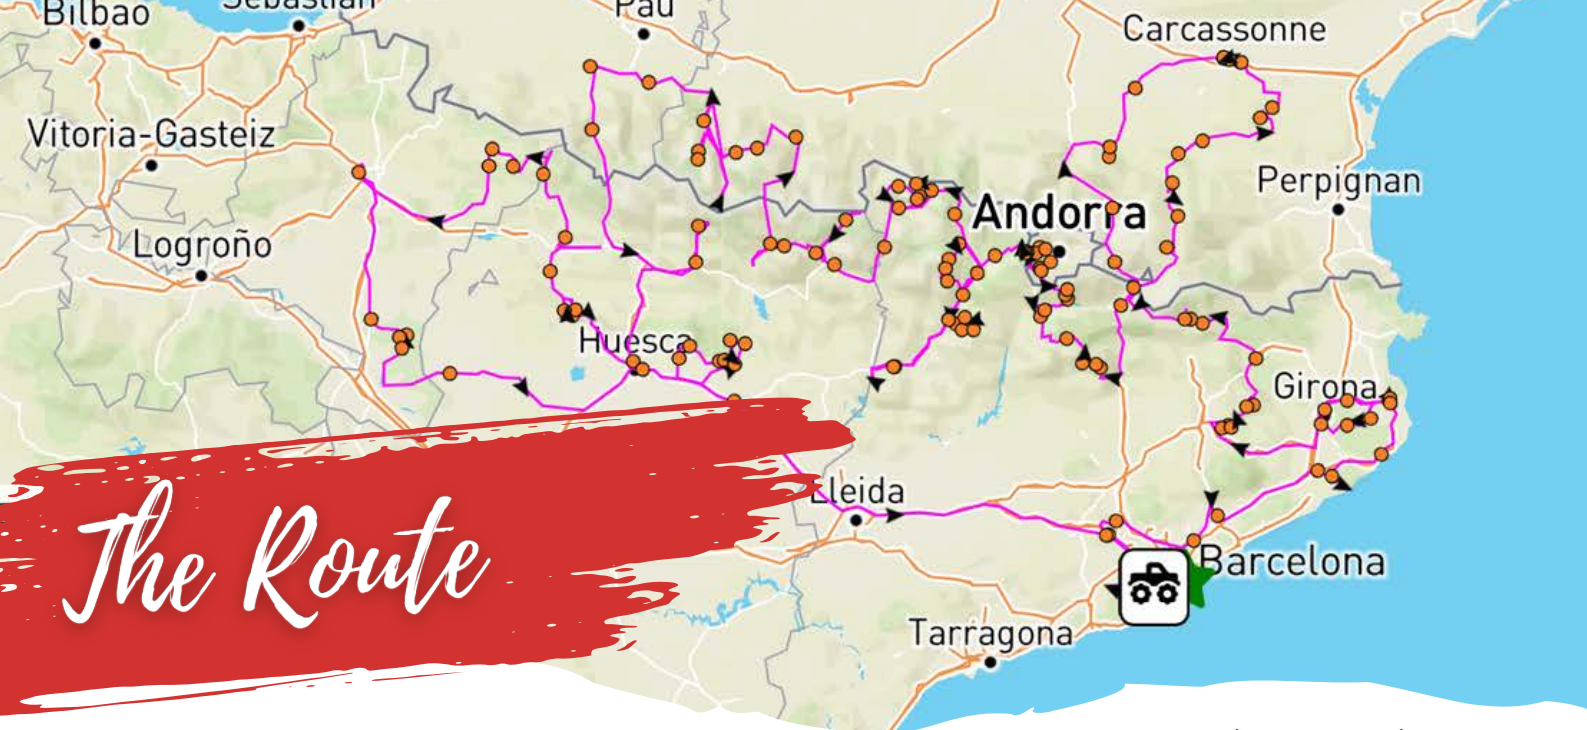 Bilbao
Pau
Carcassonne
Vitoria-Gasteiz
Perpignan
Andorra
Logroño
Huesca
Girona
Lleida
The Route
Barcelona
Tarragona